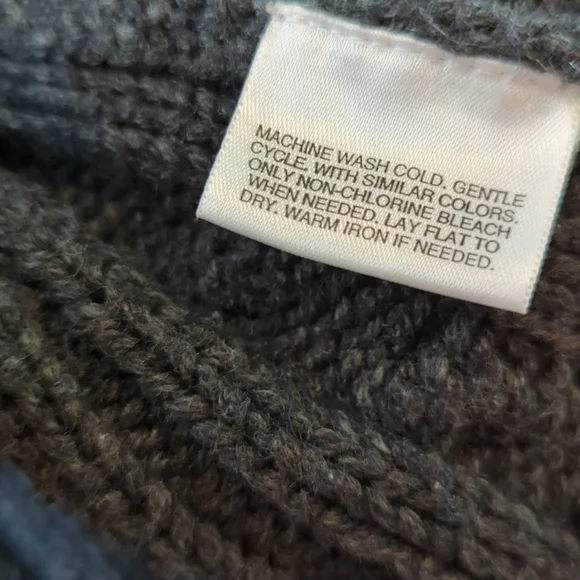 MACHINE WASH COLD. GENTLE
CYCLE. WITH SIMILAR COLORS.
ONLY NON-CHLORINE BLEACH
WHEN NEEDED. LAY FLAT TO
DRY. WARM IRON IF NEEDED.